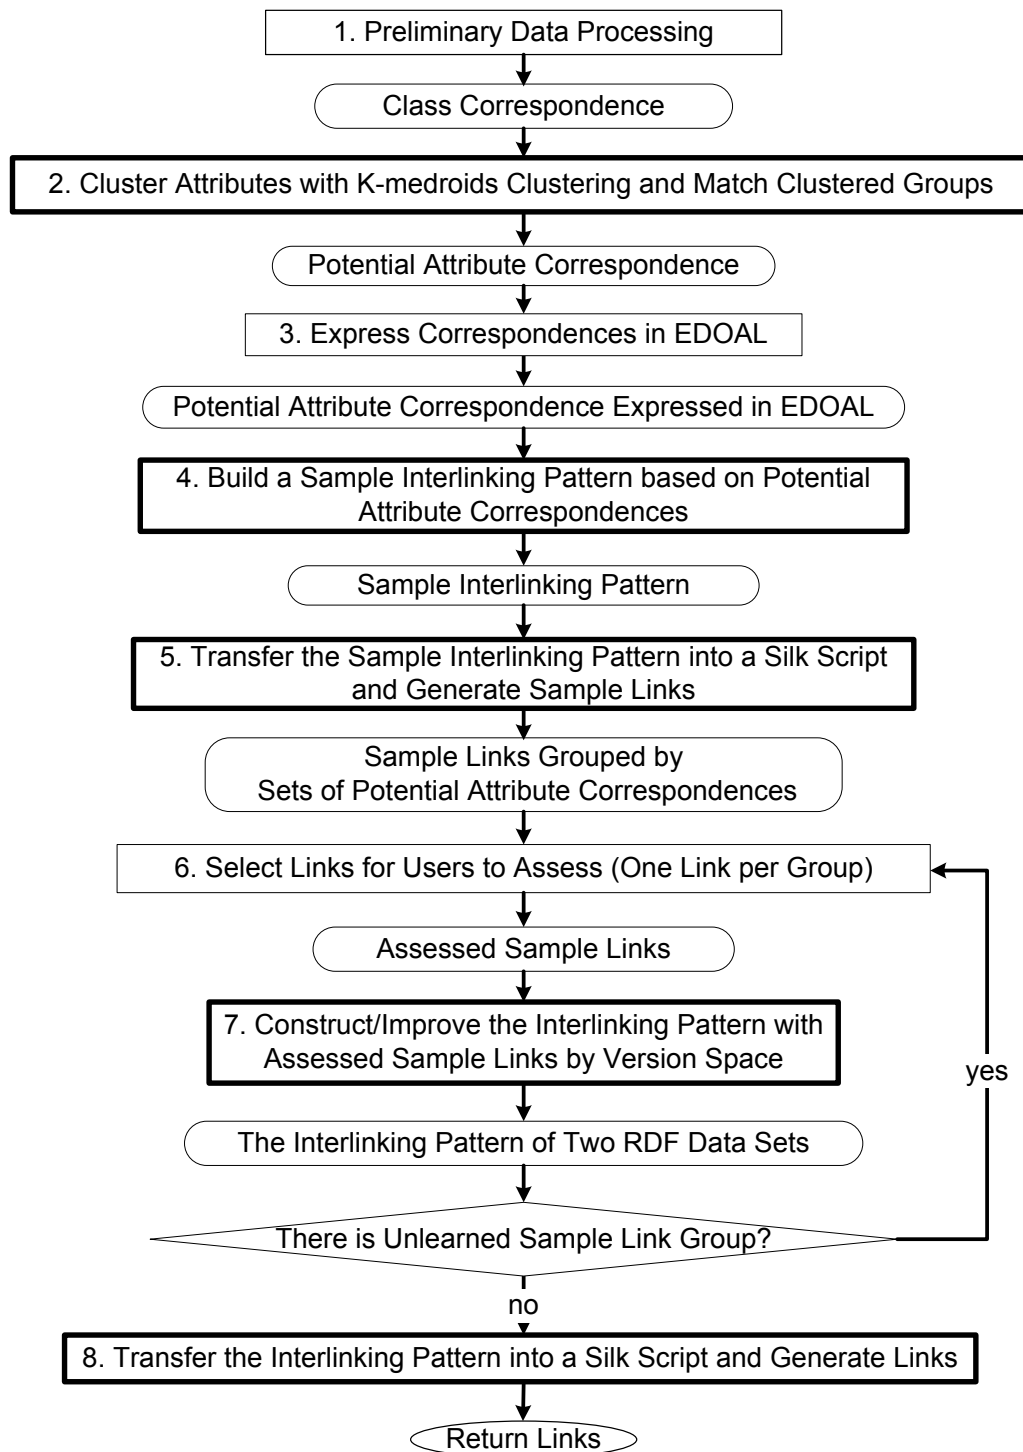 1. Preliminary Data Processing
Class Correspondence
2. Cluster Attributes with K-medroids Clustering and Match Clustered Groups
Potential Attribute Correspondence
3. Express Correspondences in EDOAL
Potential Attribute Correspondence Expressed in EDOAL
4. Build a Sample Interlinking Pattern based on Potential
Attribute Correspondences
Sample Interlinking Pattern
5. Transfer the Sample Interlinking Pattern into a Silk Script
and Generate Sample Links
Sample Links Grouped by
Sets of Potential Attribute Correspondences
6. Select Links for Users to Assess (One Link per Group)
Assessed Sample Links
7. Construct/Improve the Interlinking Pattern with
Assessed Sample Links by Version Space
yes
The Interlinking Pattern of Two RDF Data Sets
There is Unlearned Sample Link Group?
no
8. Transfer the Interlinking Pattern into a Silk Script and Generate Links
Return Links